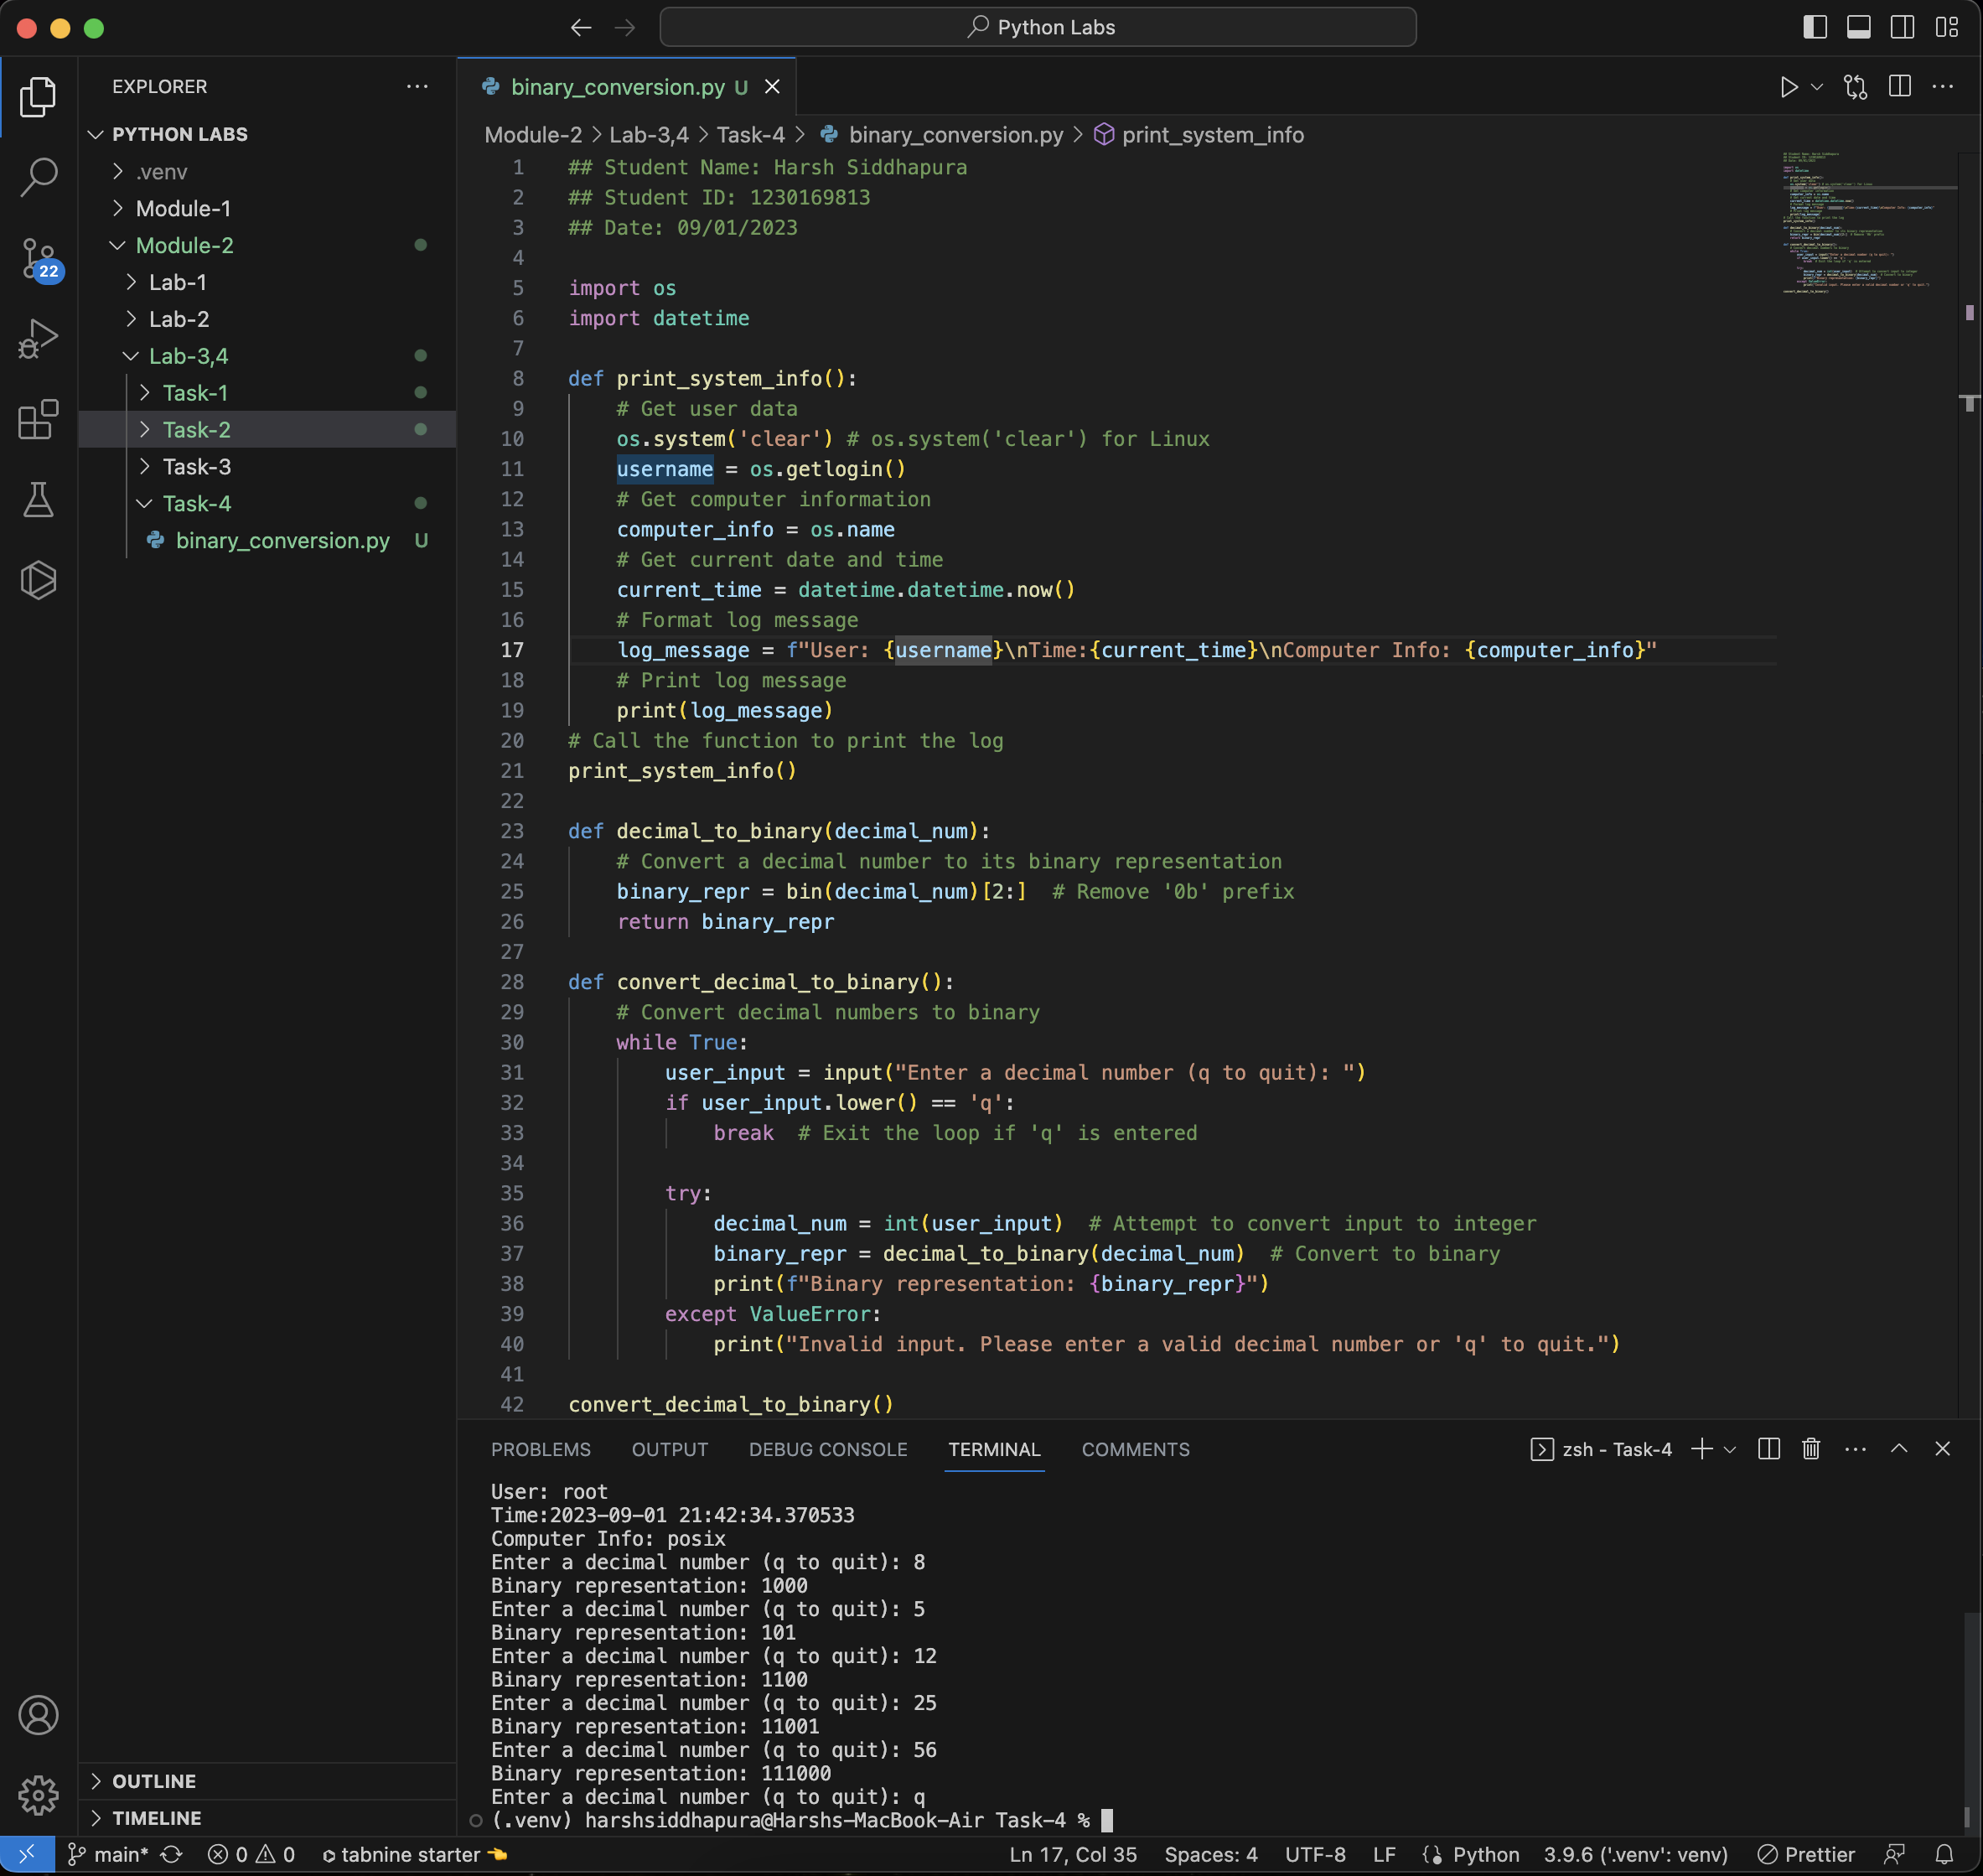 Python Labs
EXPLORER
PYTHON LABS
.venv
Module-1
Module-2
Lab-1
Lab-2
Lab-3,4
Task-1
Task-2
Task-3
Task-4
binary_conversion.py U
22
OUTLINE
TIMELINE
binary_conversion.py U
Module-2 > Lab-3,4 > Task-4 > binary_conversion.py > print_system_info
1 ## Student Name: Harsh Siddhapura
2 ## Student ID: 1230169813
3 ## Date: 09/01/2023
4
5 import os
6 import datetime
7
8 def print_system_info():
9     # Get user data
10     os.system('clear') # os.system('clear') for Linux
11     username = os.getlogin()
12     # Get computer information
13     computer_info = os.name
14     # Get current date and time
15     current_time = datetime.datetime.now()
16     # Format log message
17     log_message = f"User: {username}\nTime:{current_time}\nComputer Info: {computer_info}"
18     # Print log message
19     print(log_message)
20 # Call the function to print the log
21 print_system_info()
22
23 def decimal_to_binary(decimal_num):
24     # Convert a decimal number to its binary representation
25     binary_repr = bin(decimal_num)[2:]  # Remove '0b' prefix
26     return binary_repr
27
28 def convert_decimal_to_binary():
29     # Convert decimal numbers to binary
30     while True:
31         user_input = input("Enter a decimal number (q to quit): ")
32         if user_input.lower() == 'q':
33             break  # Exit the loop if 'q' is entered
34
35         try:
36             decimal_num = int(user_input)  # Attempt to convert input to integer
37             binary_repr = decimal_to_binary(decimal_num)  # Convert to binary
38             print(f"Binary representation: {binary_repr}")
39         except ValueError:
40             print("Invalid input. Please enter a valid decimal number or 'q' to quit.")
41
42 convert_decimal_to_binary()
PROBLEMS OUTPUT DEBUG CONSOLE TERMINAL COMMENTS zsh - Task-4
User: root
Time:2023-09-01 21:42:34.370533
Computer Info: posix
Enter a decimal number (q to quit): 8
Binary representation: 1000
Enter a decimal number (q to quit): 5
Binary representation: 101
Enter a decimal number (q to quit): 12
Binary representation: 1100
Enter a decimal number (q to quit): 25
Binary representation: 11001
Enter a decimal number (q to quit): 56
Binary representation: 111000
Enter a decimal number (q to quit): q
(.venv) harshsiddhapura@Harshs-MacBook-Air Task-4 %
main* 0 0 tabnine starter Ln 17, Col 35 Spaces: 4 UTF-8 LF Python 3.9.6 ('.venv': venv) Prettier